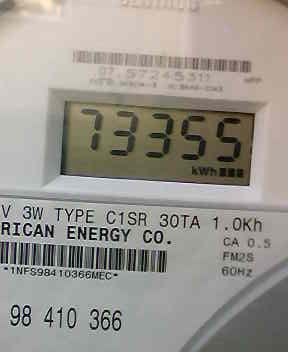 73355
kWh
V 3W TYPE C1SR 30TA 1.0Kh
RICAN ENERGY CO.
CA 0.5
FM2S
*1NFS98410366MEC*
60Hz
98 410 366